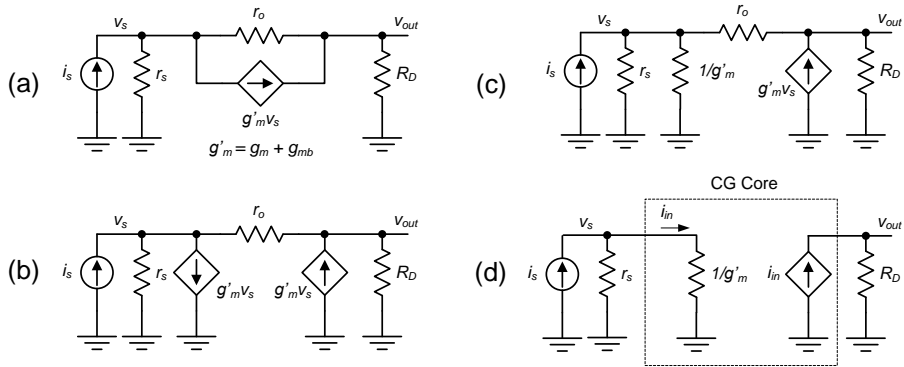 (a)
v_s
r_o
v_out
i_s
r_s
g'_m v_s
R_D
g'_m = g_m + g_mb
(b)
v_s
r_o
v_out
i_s
r_s
g'_m v_s
g'_m v_s
R_D
(c)
v_s
r_o
v_out
i_s
r_s
1/g'_m
g'_m v_s
R_D
(d)
CG Core
v_s
i_in
v_out
i_s
r_s
1/g'_m
i_in
R_D